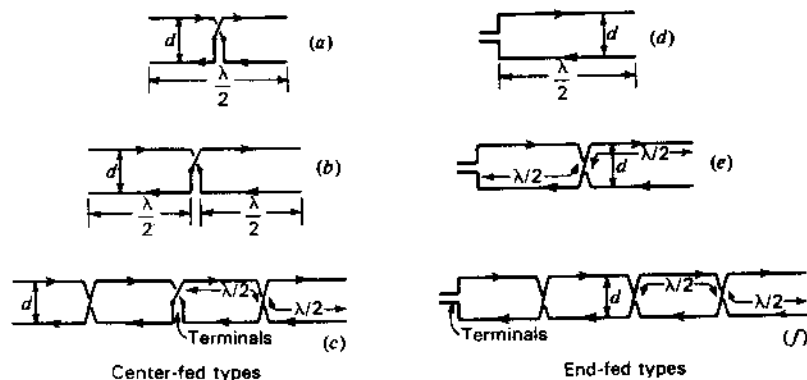 d
(a)
λ/2
d
(d)
λ/2
d
(b)
λ/2
λ/2
d
(e)
λ/2
λ/2
d
λ/2
λ/2
Terminals
(c)
d
λ/2
λ/2
Terminals
(f)
Center-fed types
End-fed types